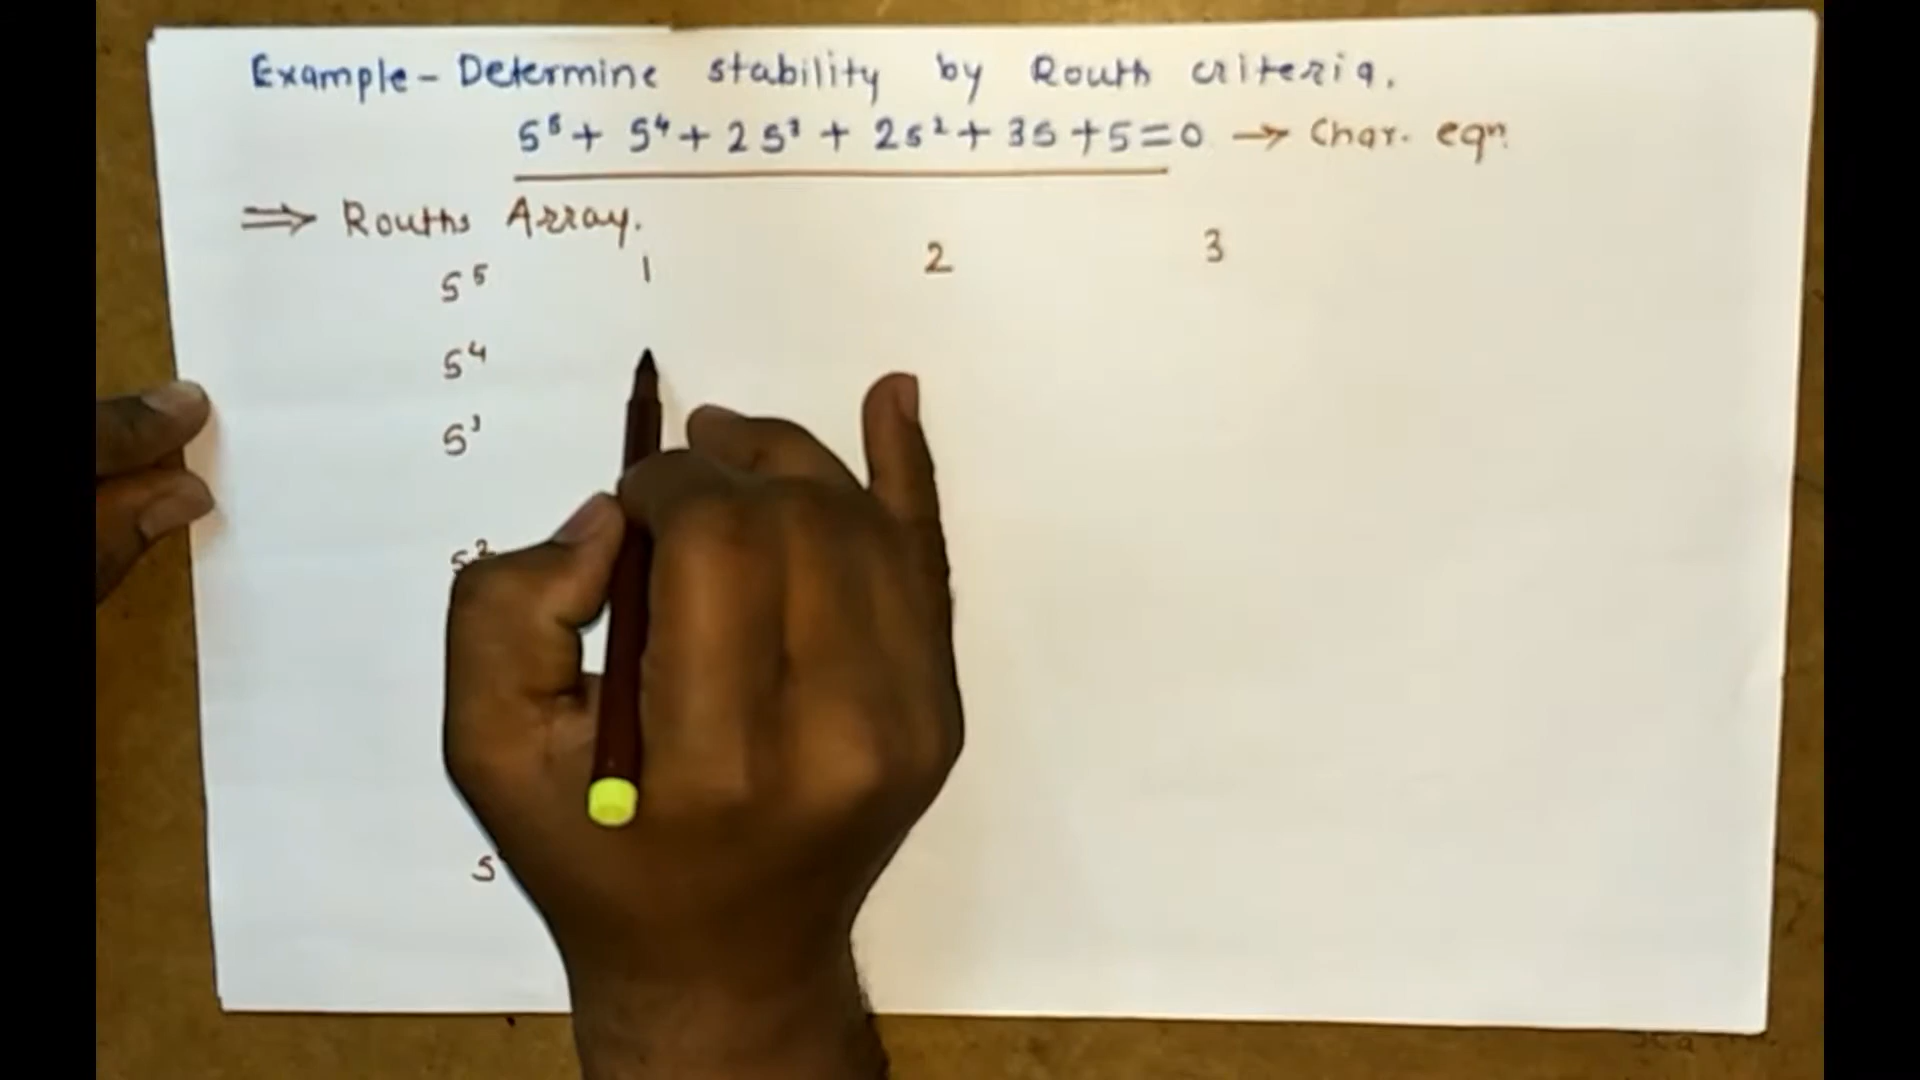 Example - Determine stability by Routh criteria.
s⁵ + s⁴ + 2s³ + 2s² + 3s + 5 = 0 → Char. eqn.
⇒ Rouths Array.
s⁵ 1 2 3
s⁴
s³
s²
s